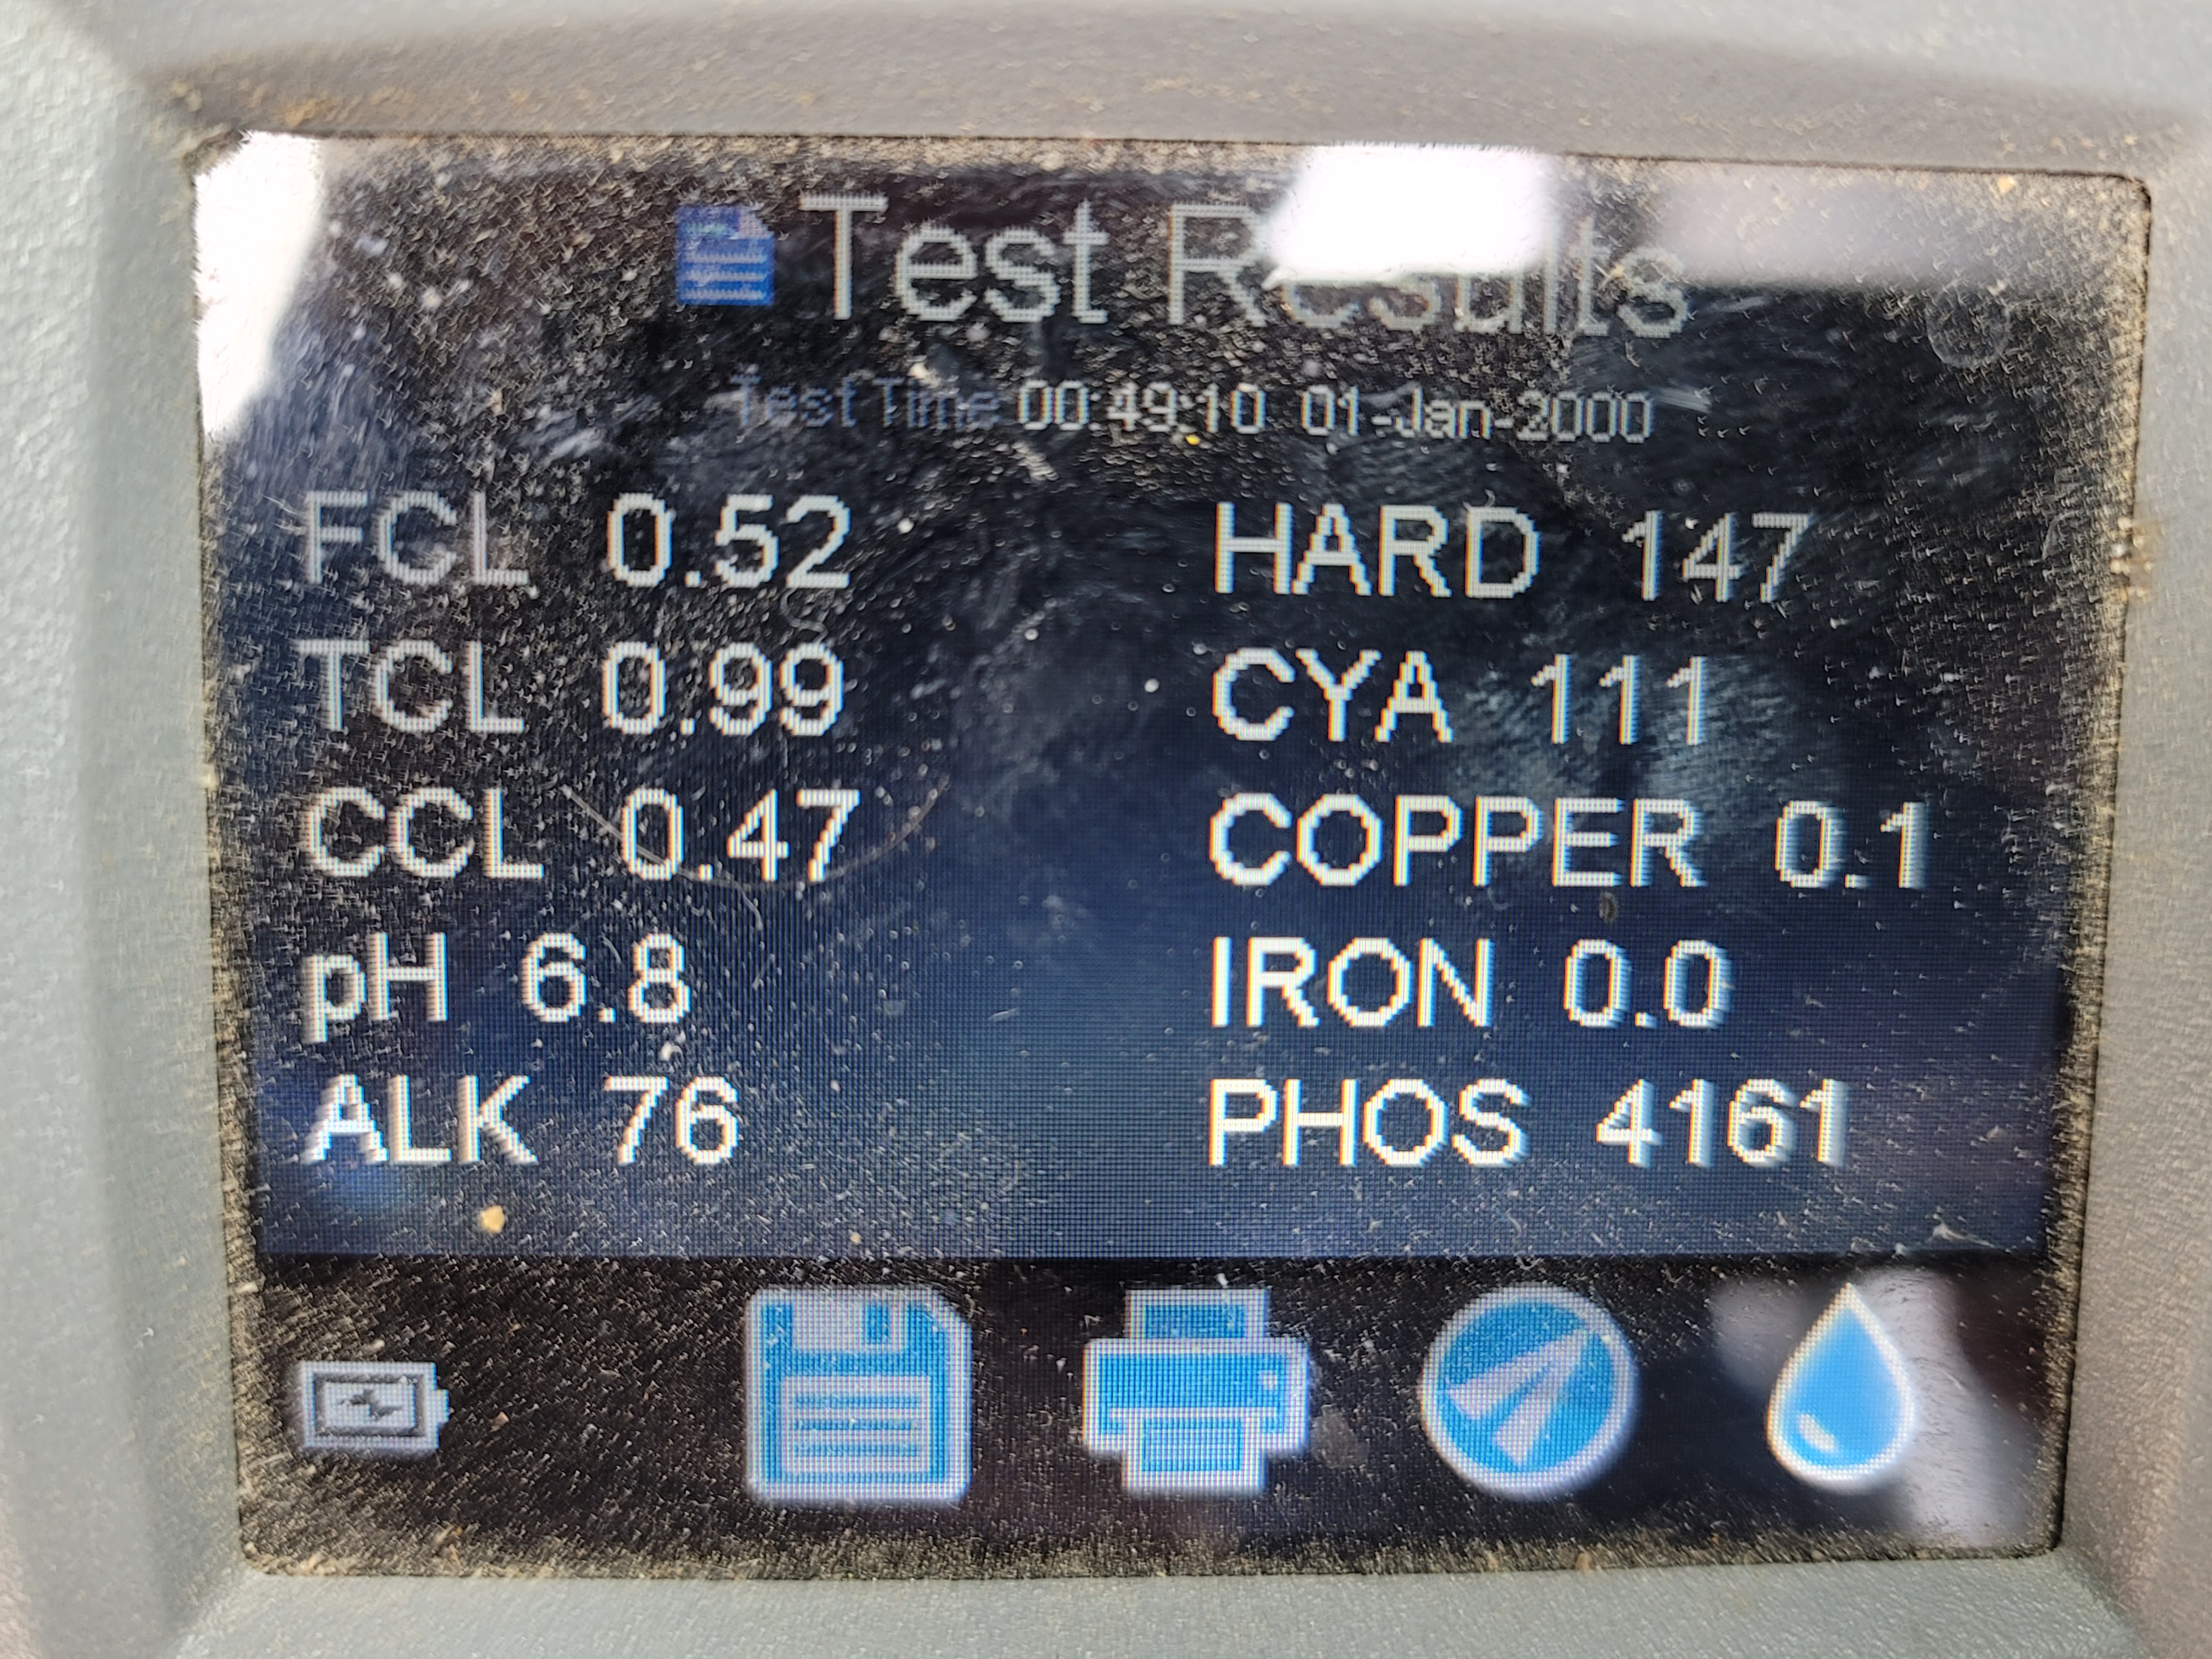 Test Results
Test Time 00:49:10 01-Jan-2000
FCL 0.52
TCL 0.99
CCL 0.47
pH 6.8
ALK 76
HARD 147
CYA 111
COPPER 0.1
IRON 0.0
PHOS 4161